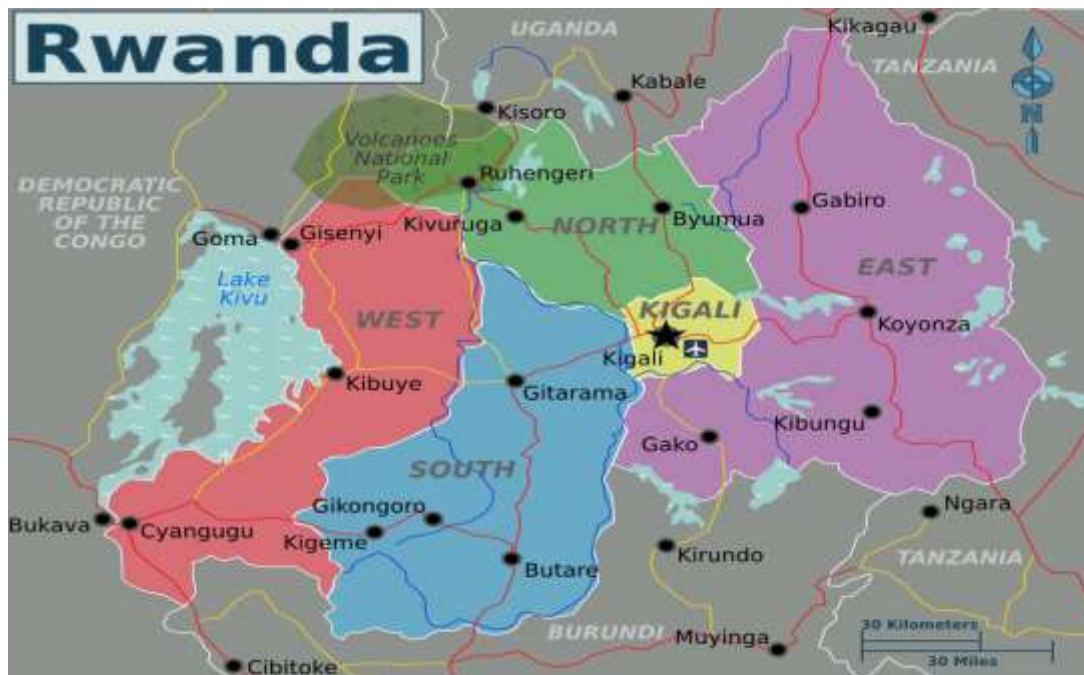 Rwanda
UGANDA
Kikagau
TANZANIA
Kabale
Kisoro
N
Volcanoes
National
Park
Ruhengeri
DEMOCRATIC
REPUBLIC
OF THE
CONGO
Kivuruga
NORTH
Byumua
Gabiro
Goma
Gisenyi
EAST
Lake
Kivu
WEST
KIGALI
Koyonza
Kigali
Kibuye
Gitarama
Kibungu
Gako
SOUTH
Gikongoro
Ngara
Bukava
Cyangugu
Kigeme
Kirundo
TANZANIA
Butare
BURUNDI
Muyinga
30 Kilometers
30 Miles
Cibitoke